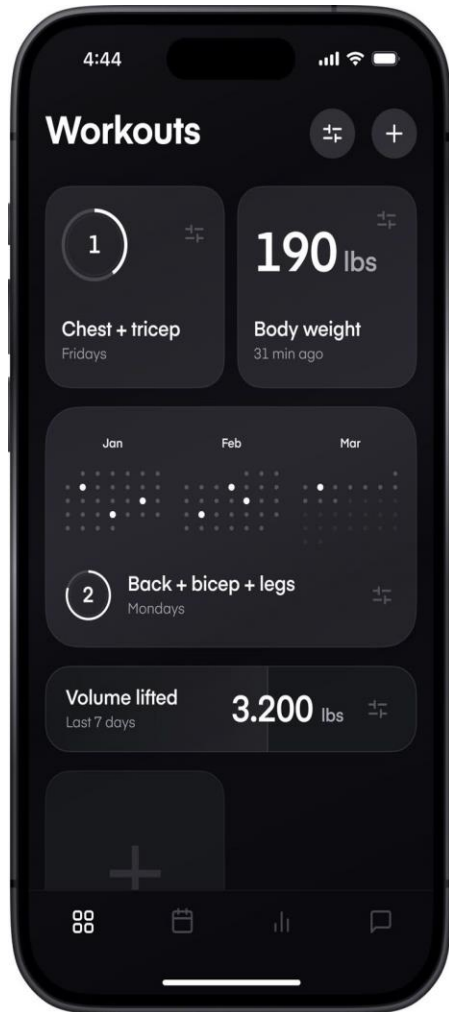 4:44
Workouts
1
190 lbs
Chest + tricep
Fridays
Body weight
31 min ago
Jan Feb Mar
2
Back + bicep + legs
Mondays
Volume lifted
Last 7 days
3.200 lbs